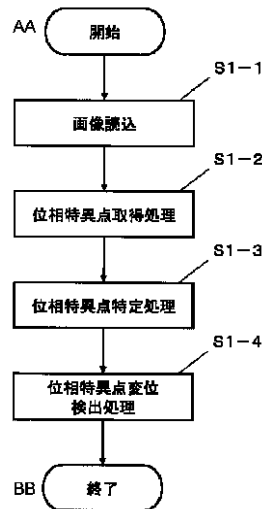 AA 開始
S1-1
画像読込
S1-2
位相特異点取得処理
S1-3
位相特異点特定処理
S1-4
位相特異点変位
検出処理
BB 終了